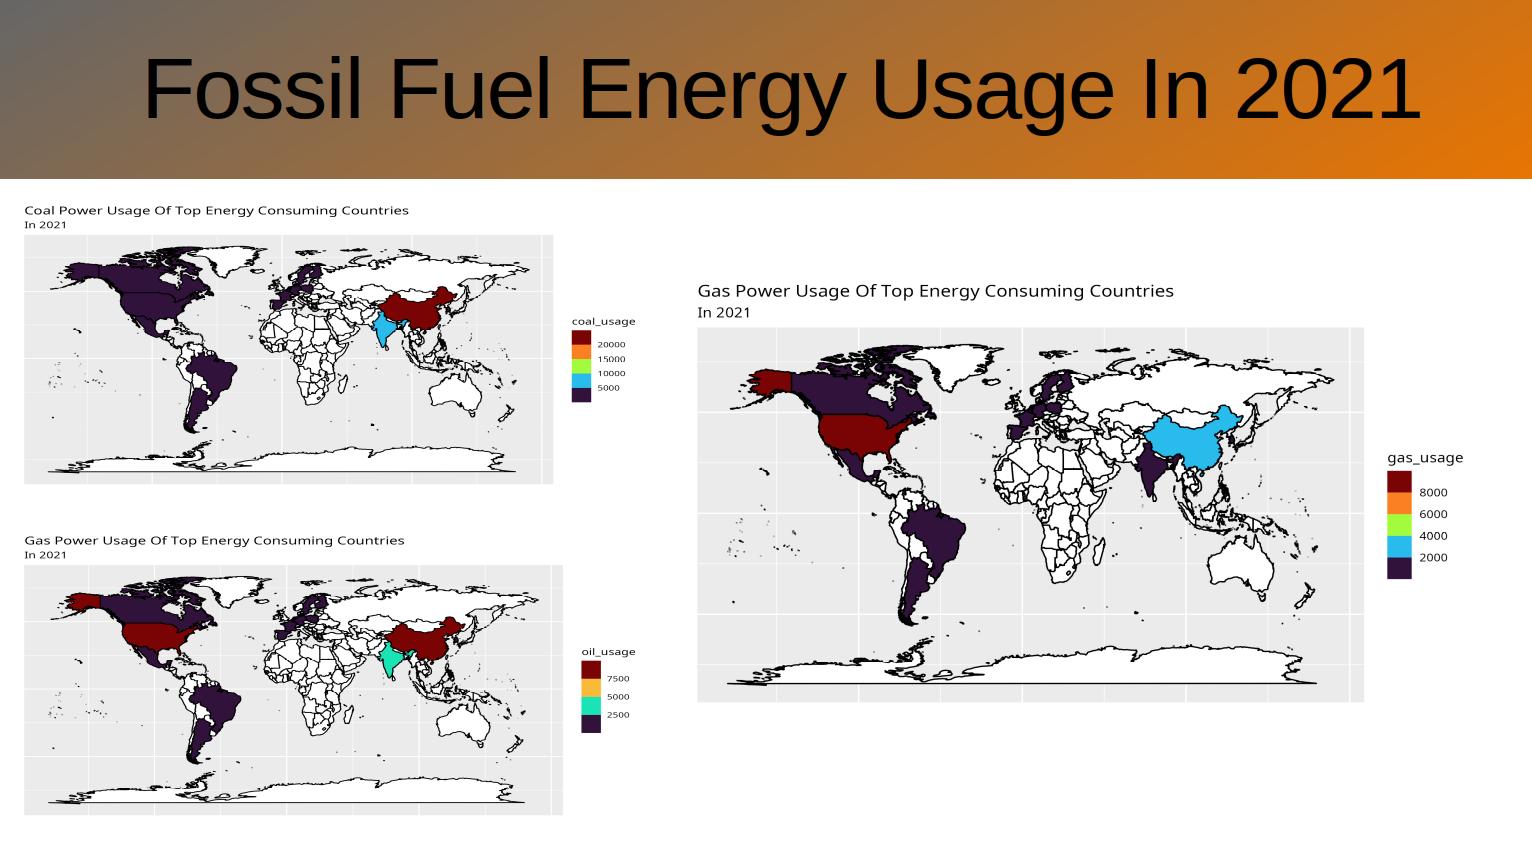 Fossil Fuel Energy Usage In 2021
Coal Power Usage Of Top Energy Consuming Countries
In 2021
coal_usage
20000
15000
10000
5000
Gas Power Usage Of Top Energy Consuming Countries
In 2021
oil_usage
7500
5000
2500
Gas Power Usage Of Top Energy Consuming Countries
In 2021
gas_usage
8000
6000
4000
2000